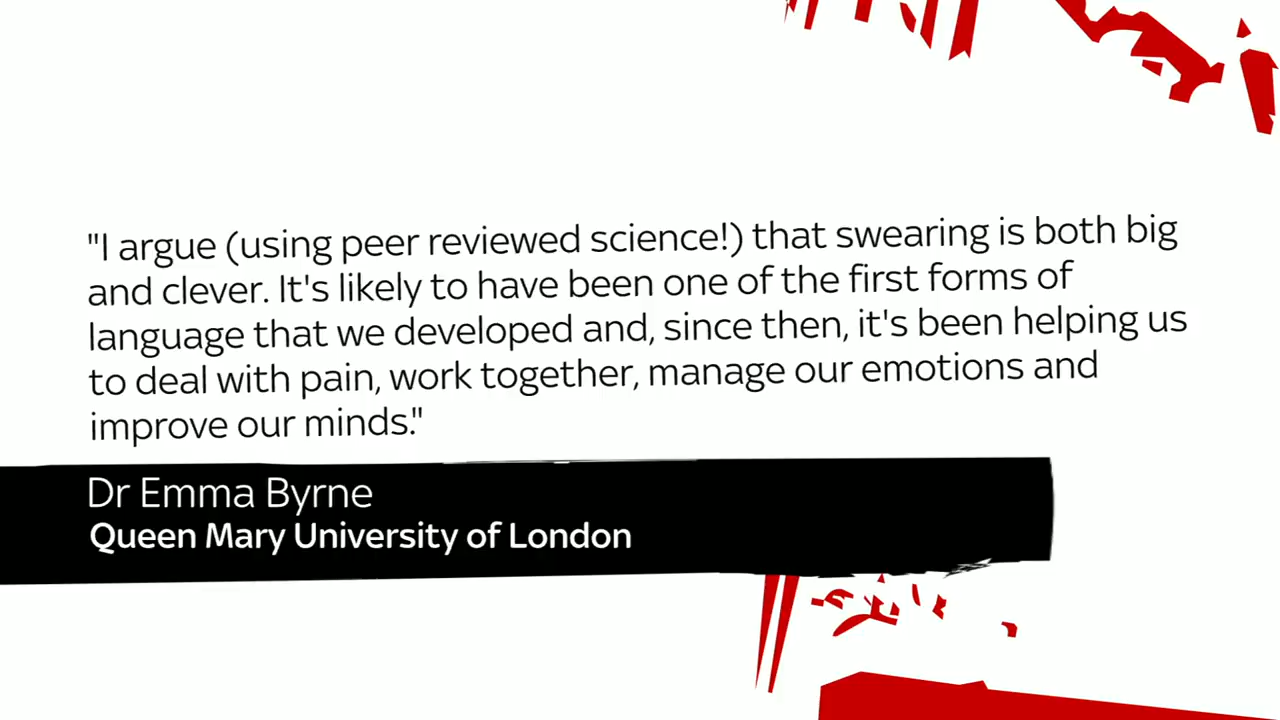 "I argue (using peer reviewed science!) that swearing is both big
and clever. It's likely to have been one of the first forms of
language that we developed and, since then, it's been helping us
to deal with pain, work together, manage our emotions and
improve our minds."
Dr Emma Byrne
Queen Mary University of London